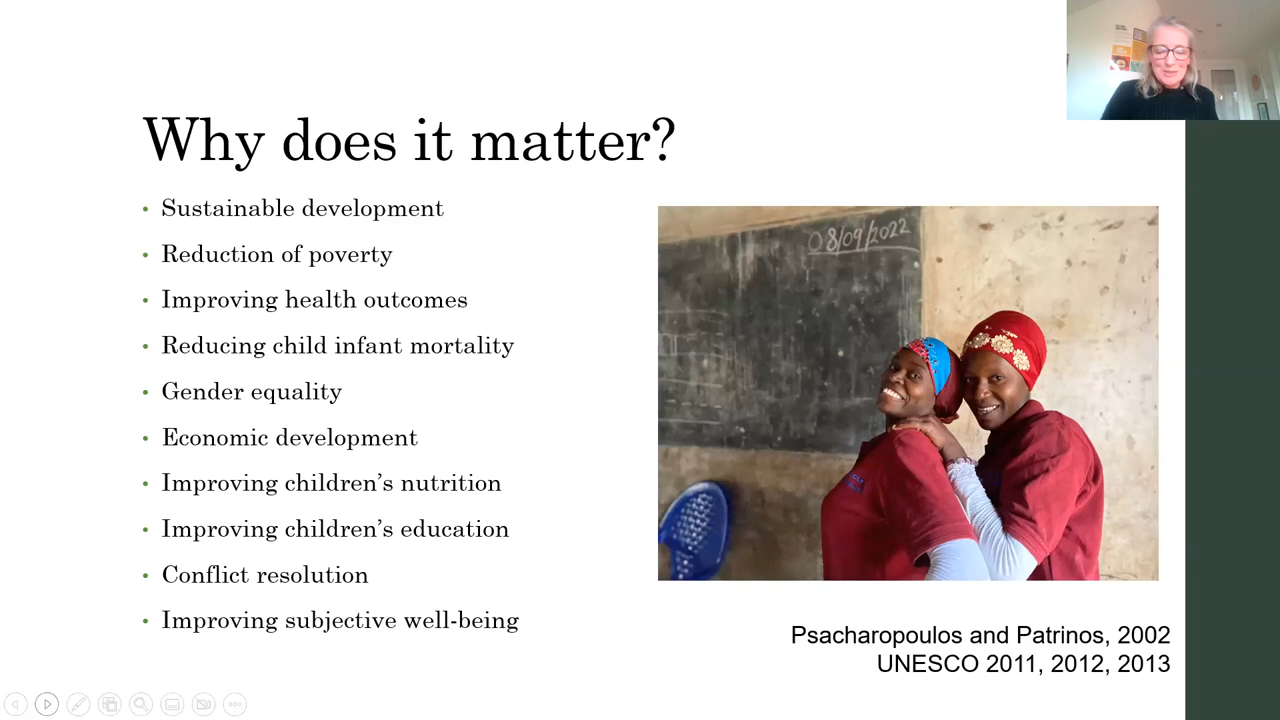 Why does it matter?
• Sustainable development
• Reduction of poverty
• Improving health outcomes
• Reducing child infant mortality
• Gender equality
• Economic development
• Improving children’s nutrition
• Improving children’s education
• Conflict resolution
• Improving subjective well-being
08/09/2022
Psacharopoulos and Patrinos, 2002
UNESCO 2011, 2012, 2013